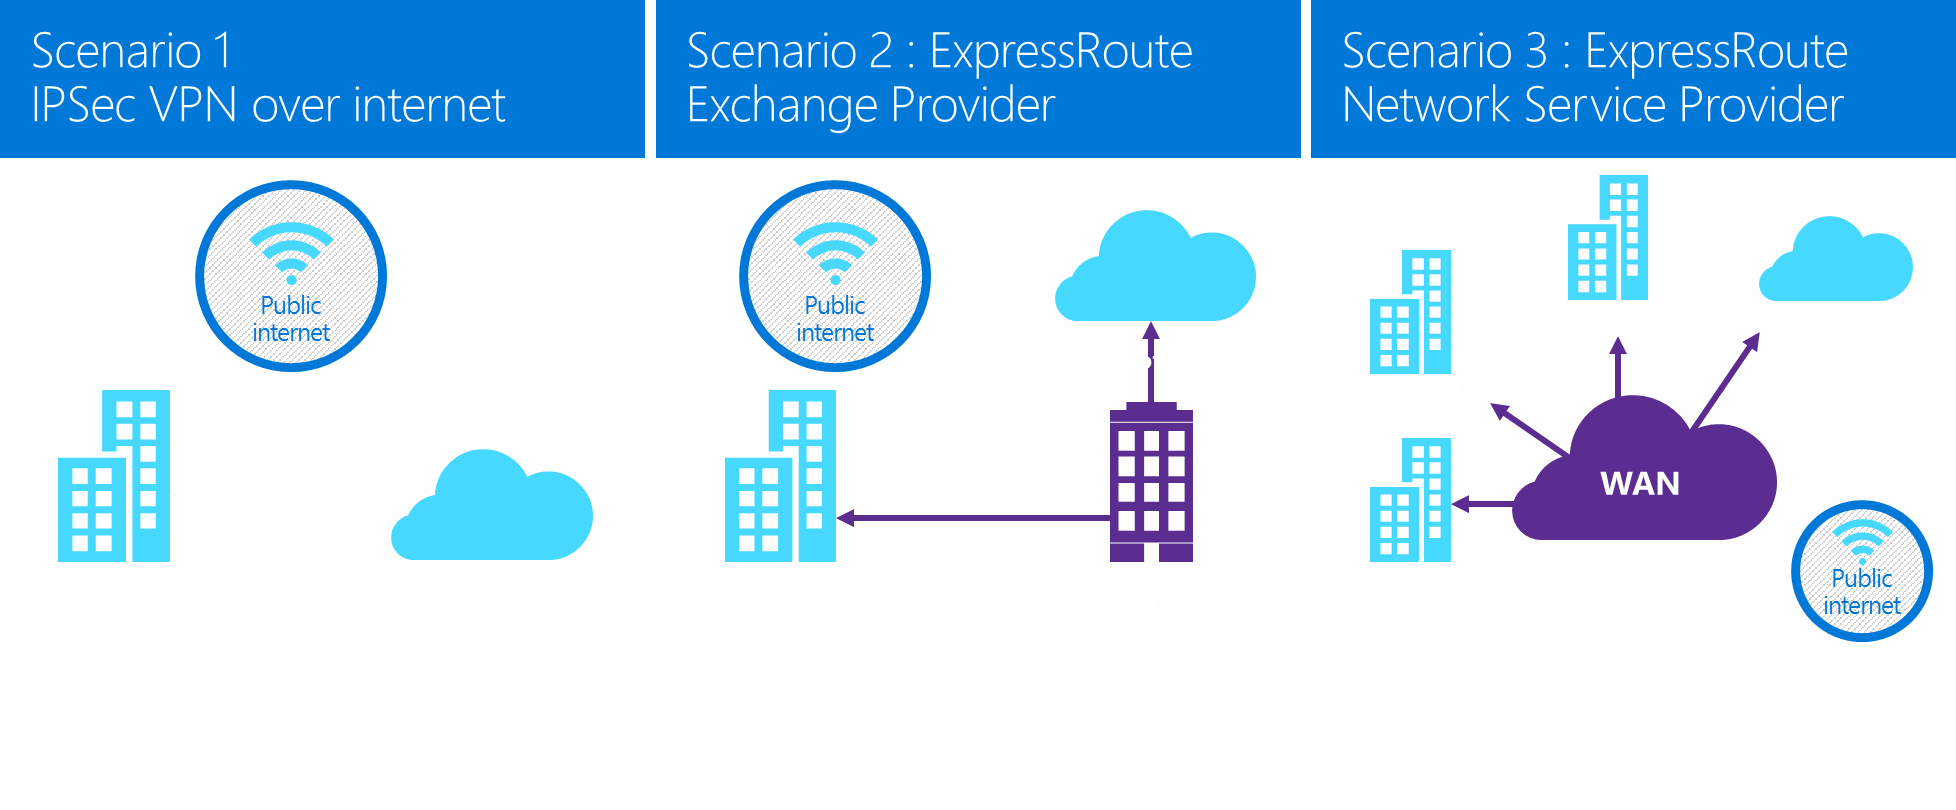 Scenario 1
IPSec VPN over internet
Scenario 2 : ExpressRoute
Exchange Provider
Scenario 3 : ExpressRoute
Network Service Provider
Public
internet
Public
internet
WAN
Public
internet